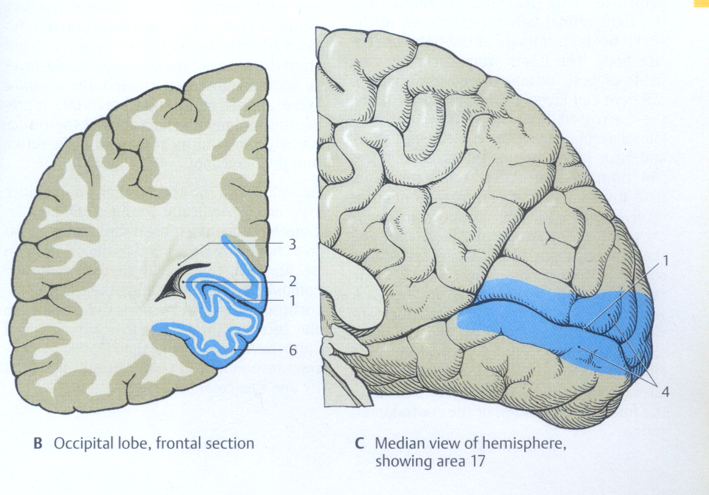 3
2
1
6
1
4
B Occipital lobe, frontal section
C Median view of hemisphere,
showing area 17